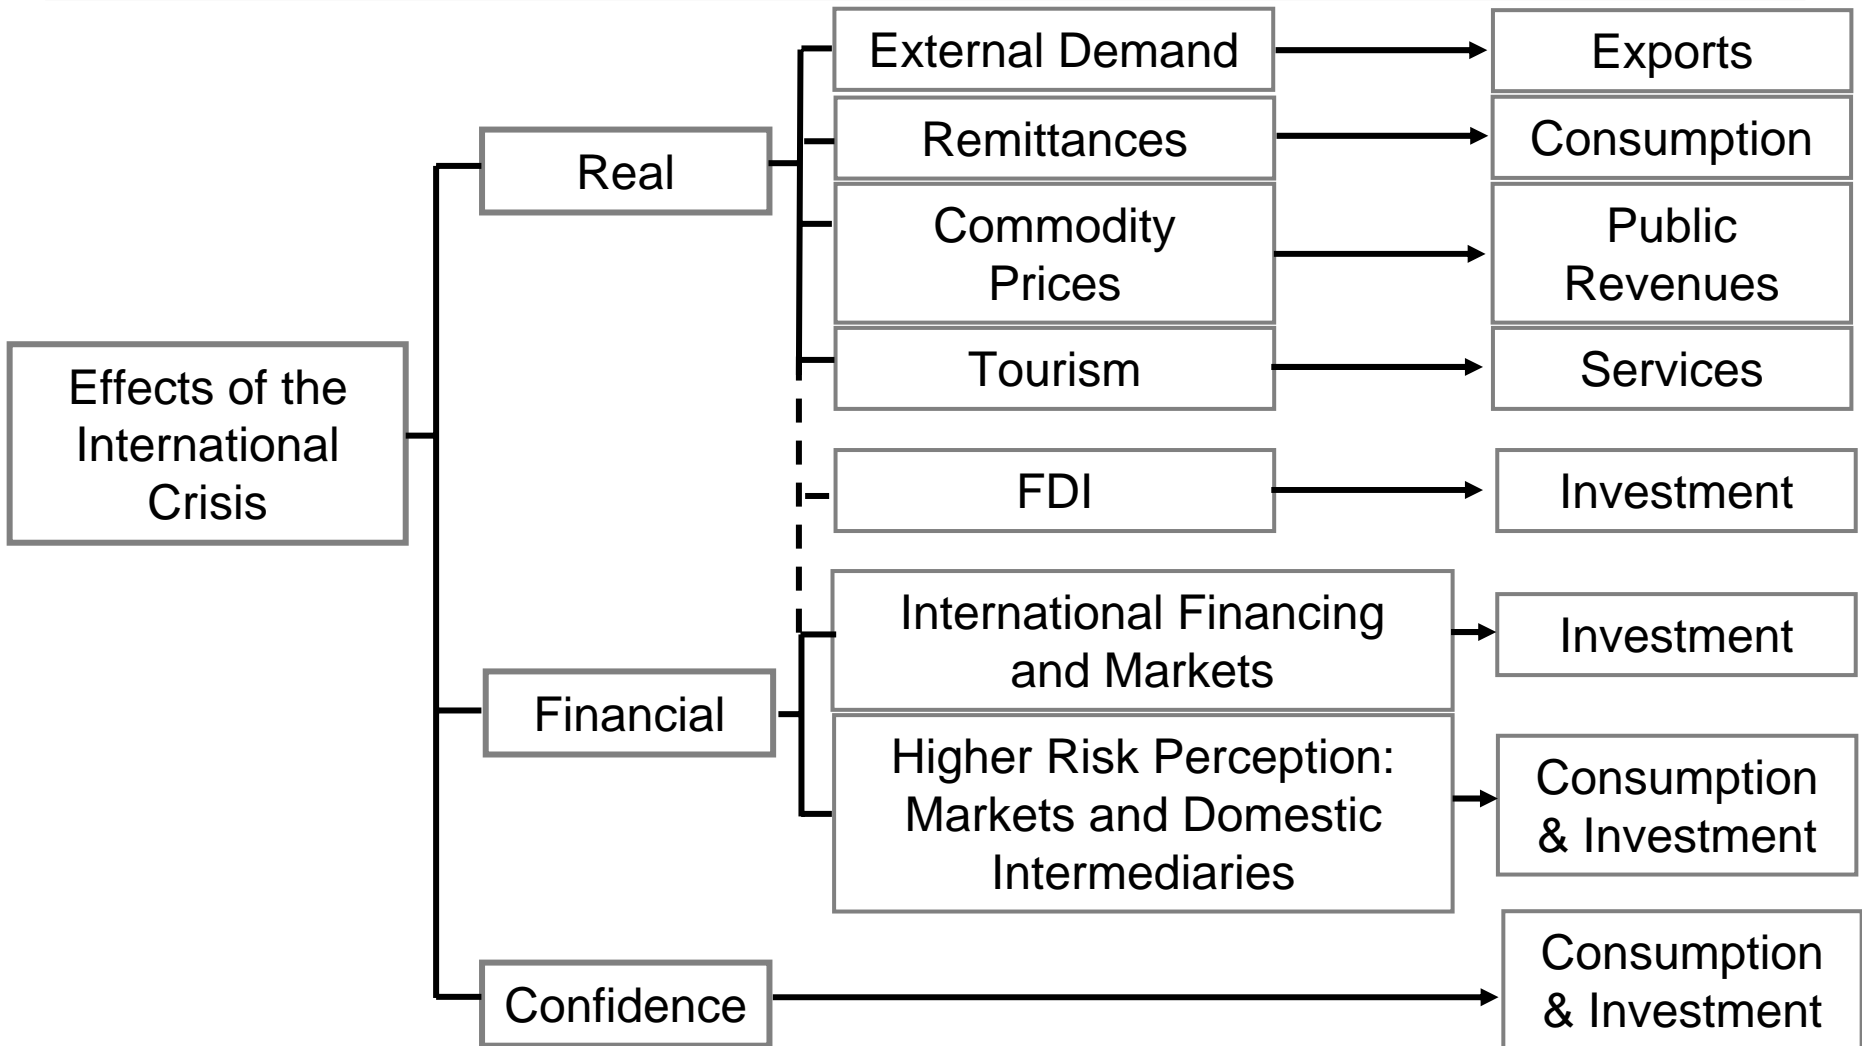 Effects of the
International
Crisis
Real
Financial
Confidence
External Demand
Exports
Remittances
Consumption
Commodity
Prices
Public
Revenues
Tourism
Services
FDI
Investment
International Financing
and Markets
Investment
Higher Risk Perception:
Markets and Domestic
Intermediaries
Consumption
& Investment
Consumption
& Investment